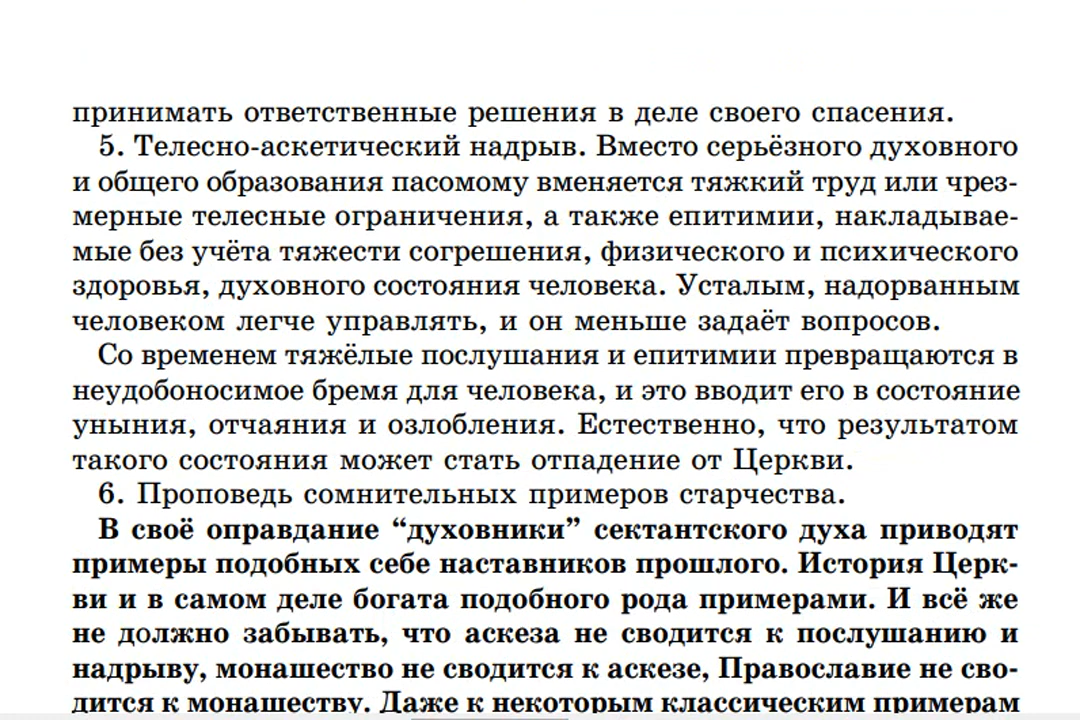 принимать ответственные решения в деле своего спасения.
5. Телесно-аскетический надрыв. Вместо серьёзного духовного
и общего образования пасомому вменяется тяжкий труд или чрез-
мерные телесные ограничения, а также епитимии, накладывае-
мые без учёта тяжести согрешения, физического и психического
здоровья, духовного состояния человека. Усталым, надорванным
человеком легче управлять, и он меньше задаёт вопросов.
Со временем тяжёлые послушания и епитимии превращаются в
неудобоносимое бремя для человека, и это вводит его в состояние
уныния, отчаяния и озлобления. Естественно, что результатом
такого состояния может стать отпадение от Церкви.
6. Проповедь сомнительных примеров старчества.
В своё оправдание “духовники” сектантского духа приводят
примеры подобных себе наставников прошлого. История Церк-
ви и в самом деле богата подобного рода примерами. И всё же
не должно забывать, что аскеза не сводится к послушанию и
надрыву, монашество не сводится к аскезе, Православие не сво-
дится к монашеству. Даже к некоторым классическим примерам